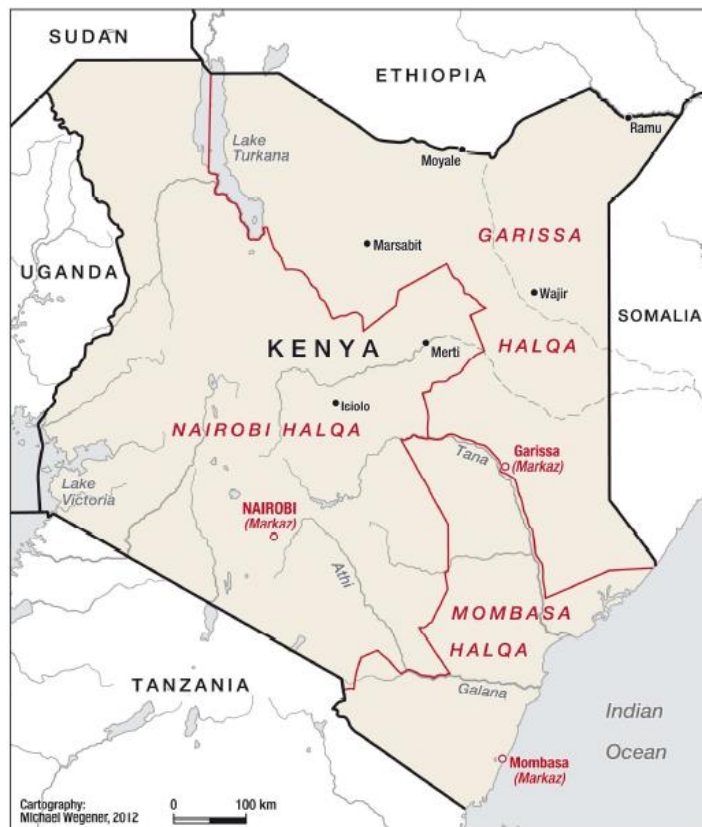 SUDAN
ETHIOPIA
Ramu
Lake
Turkana
Moyale
GARISSA
Marsabit
UGANDA
Wajir
SOMALIA
KENYA
Merti
HALQA
Iciolo
NAIROBI HALQA
Tana
Garissa
(Markaz)
Lake
Victoria
NAIROBI
(Markaz)
Athi
MOMBASA
HALQA
TANZANIA
Galana
Indian
Ocean
Mombasa
(Markaz)
Cartography:
Michael Wegener, 2012
0 100 km